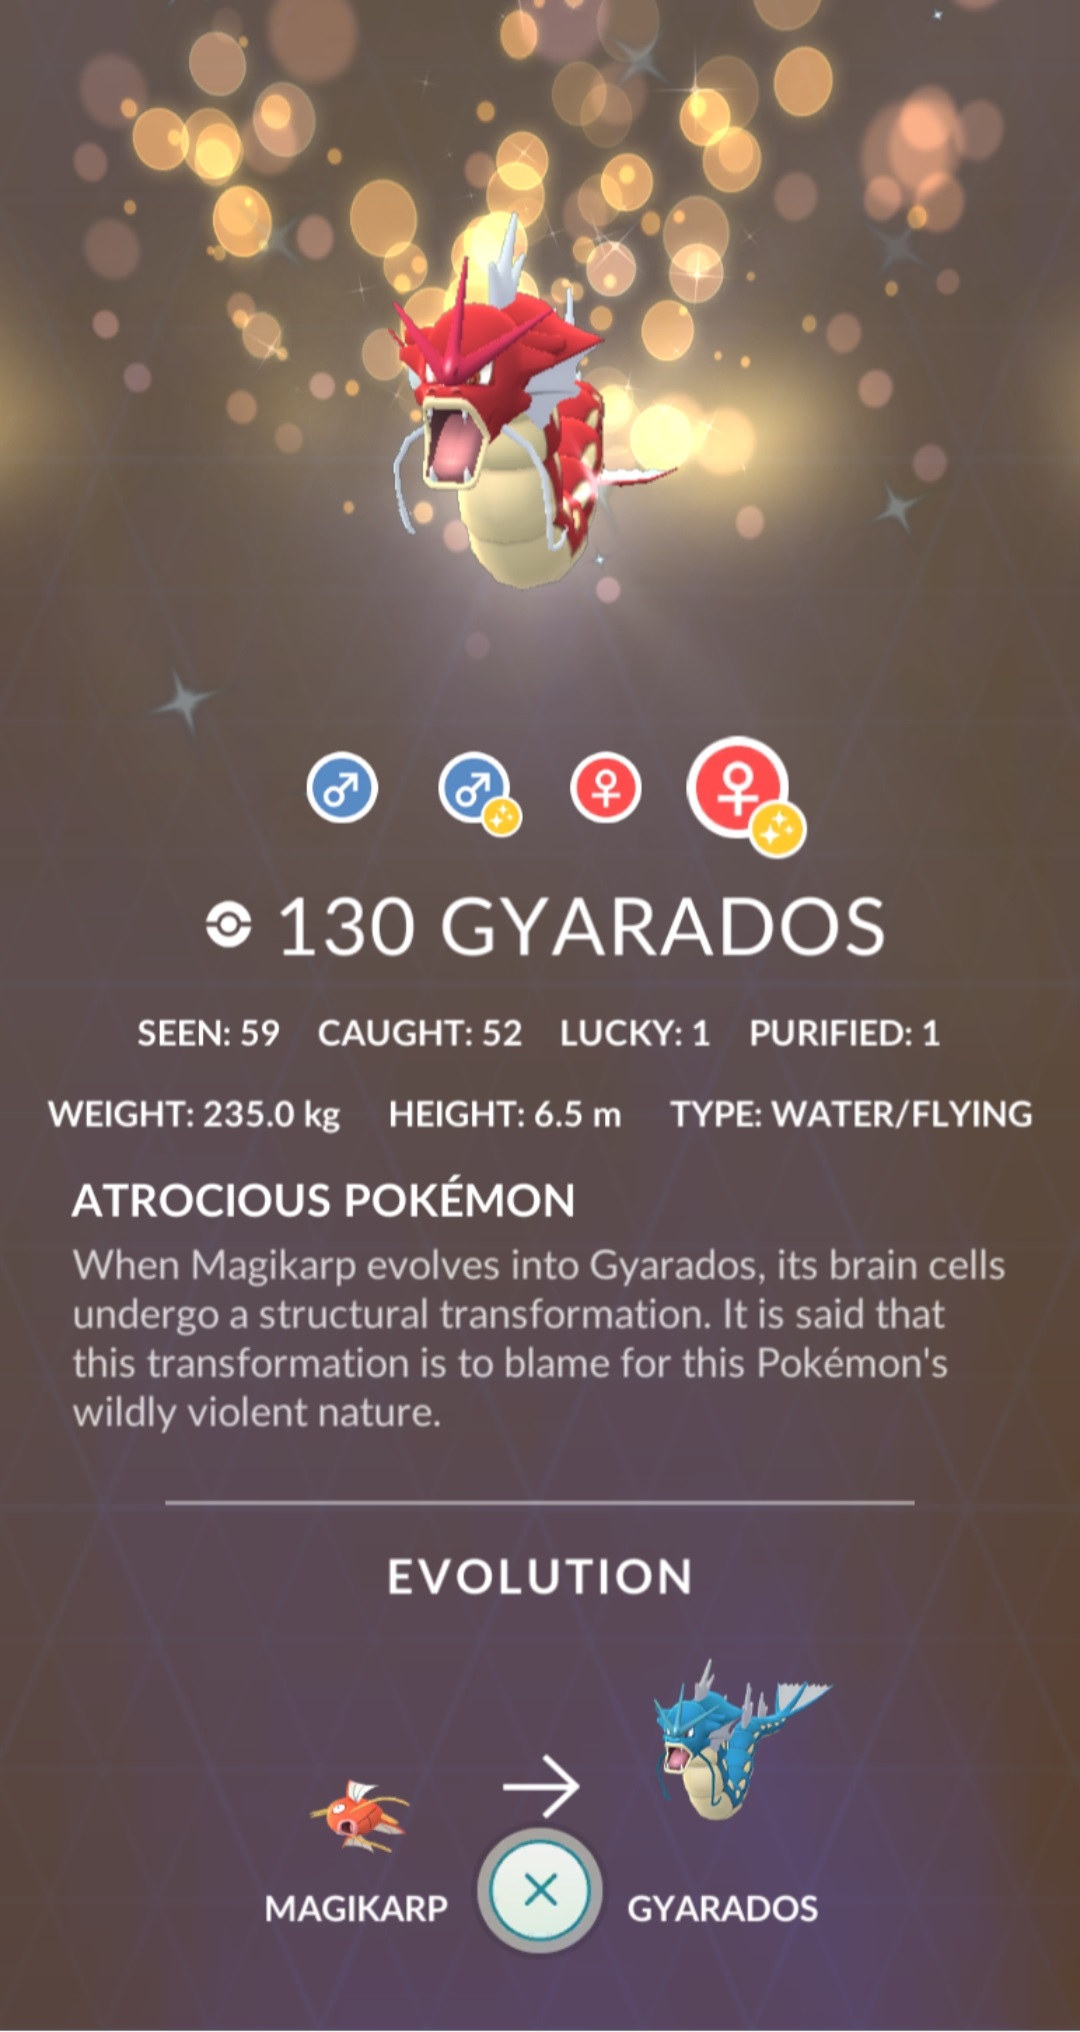 130 GYARADOS
SEEN: 59 CAUGHT: 52 LUCKY: 1 PURIFIED: 1
WEIGHT: 235.0 kg HEIGHT: 6.5 m TYPE: WATER/FLYING
ATROCIOUS POKÉMON
When Magikarp evolves into Gyarados, its brain cells
undergo a structural transformation. It is said that
this transformation is to blame for this Pokémon's
wildly violent nature.
EVOLUTION
MAGIKARP GYARADOS